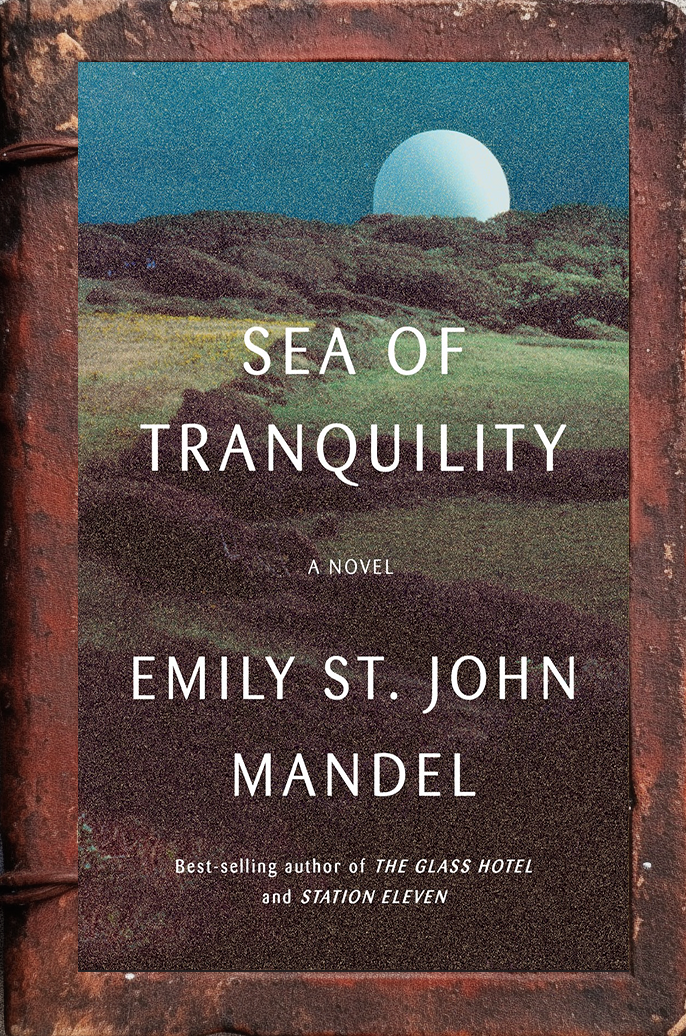 SEA OF
TRANQUILITY
A NOVEL
EMILY ST. JOHN
MANDEL
Best-selling author of THE GLASS HOTEL
and STATION ELEVEN